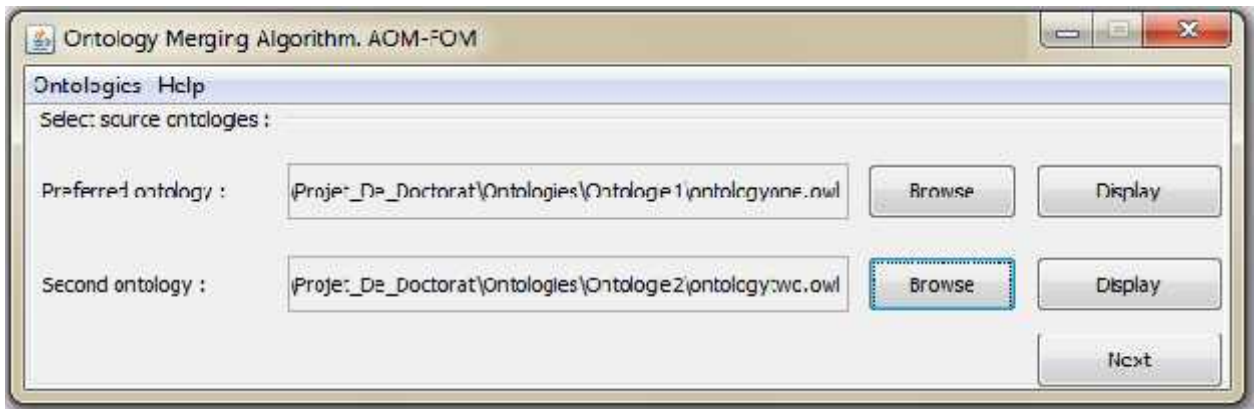 Ontology Merging Algorithm. AOM-FOM
Ontologies Help
Select source ontologies :
Preferred ontology : \Projet_De_Doctorat\Ontologies\Ontologie1\ontologyone.owl Browse Display
Second ontology : \Projet_De_Doctorat\Ontologies\Ontologie2\ontologytwo.owl Browse Display
Next